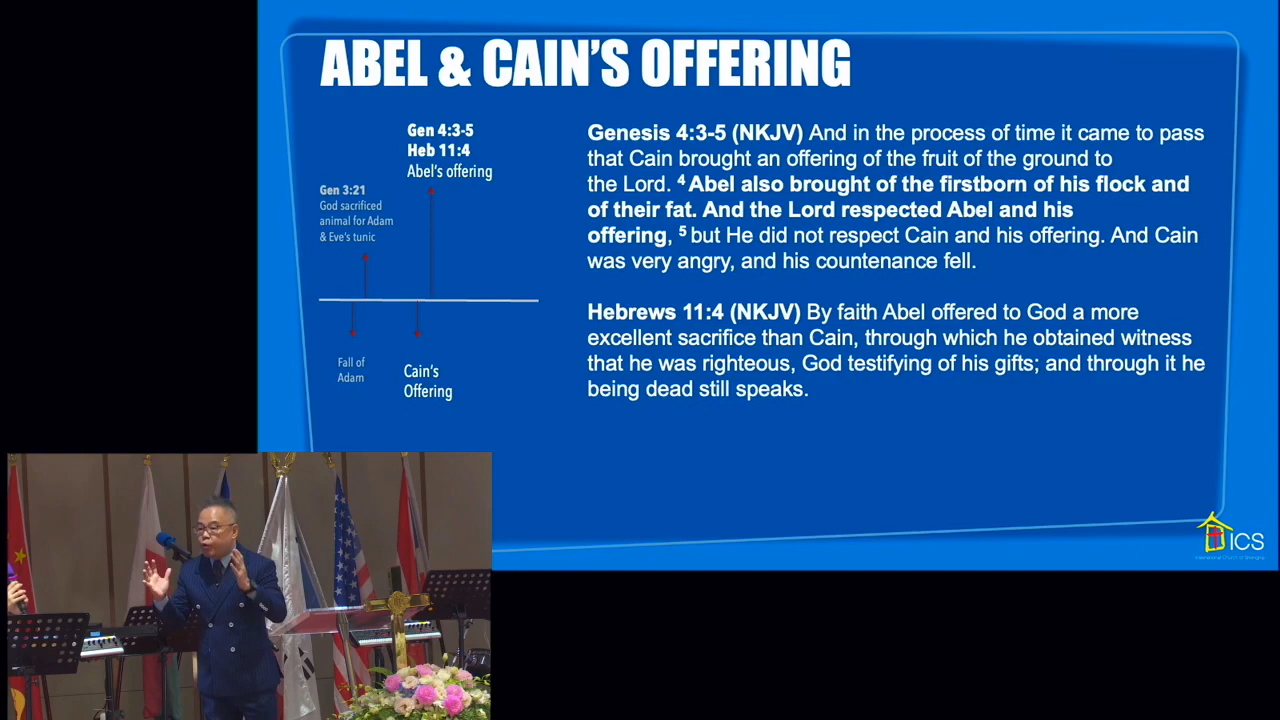 ABEL & CAIN'S OFFERING
Gen 4:3-5
Heb 11:4
Abel's offering
Gen 3:21
God sacrificed
animal for Adam
& Eve's tunic
Fall of
Adam
Cain's
Offering
Genesis 4:3-5 (NKJV) And in the process of time it came to pass
that Cain brought an offering of the fruit of the ground to
the Lord. 4 Abel also brought of the firstborn of his flock and
of their fat. And the Lord respected Abel and his
offering, 5 but He did not respect Cain and his offering. And Cain
was very angry, and his countenance fell.
Hebrews 11:4 (NKJV) By faith Abel offered to God a more
excellent sacrifice than Cain, through which he obtained witness
that he was righteous, God testifying of his gifts; and through it he
being dead still speaks.
ICS
International Church of Shanghai